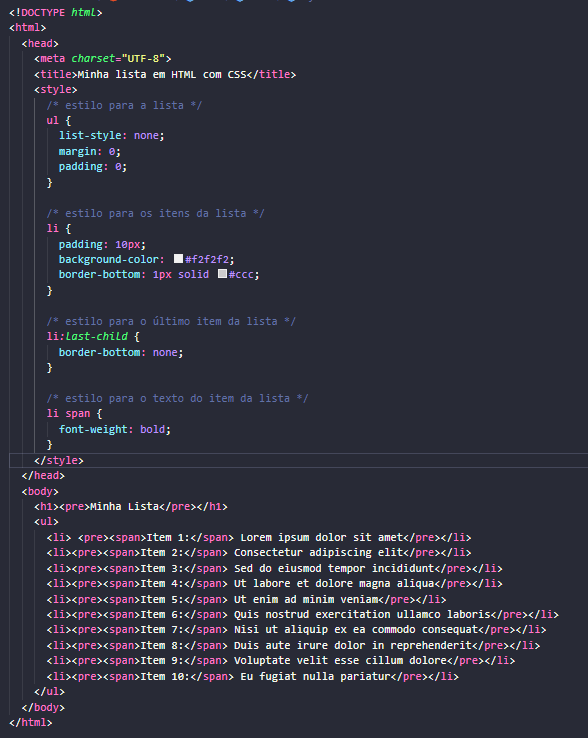 <!DOCTYPE html>
<html>
  <head>
    <meta charset="UTF-8">
    <title>Minha lista em HTML com CSS</title>
    <style>
      /* estilo para a lista */
      ul {
        list-style: none;
        margin: 0;
        padding: 0;
      }

      /* estilo para os itens da lista */
      li {
        padding: 10px;
        background-color: #f2f2f2;
        border-bottom: 1px solid #ccc;
      }

      /* estilo para o último item da lista */
      li:last-child {
        border-bottom: none;
      }

      /* estilo para o texto do item da lista */
      li span {
        font-weight: bold;
      }
    </style>
  </head>
  <body>
    <h1><pre>Minha Lista</pre></h1>
    <ul>
      <li> <pre><span>Item 1:</span> Lorem ipsum dolor sit amet</pre></li>
      <li><pre><span>Item 2:</span> Consectetur adipiscing elit</pre></li>
      <li><pre><span>Item 3:</span> Sed do eiusmod tempor incididunt</pre></li>
      <li><pre><span>Item 4:</span> Ut labore et dolore magna aliqua</pre></li>
      <li><pre><span>Item 5:</span> Ut enim ad minim veniam</pre></li>
      <li><pre><span>Item 6:</span> Quis nostrud exercitation ullamco laboris</pre></li>
      <li><pre><span>Item 7:</span> Nisi ut aliquip ex ea commodo consequat</pre></li>
      <li><pre><span>Item 8:</span> Duis aute irure dolor in reprehenderit</pre></li>
      <li><pre><span>Item 9:</span> Voluptate velit esse cillum dolore</pre></li>
      <li><pre><span>Item 10:</span> Eu fugiat nulla pariatur</pre></li>
    </ul>
  </body>
</html>